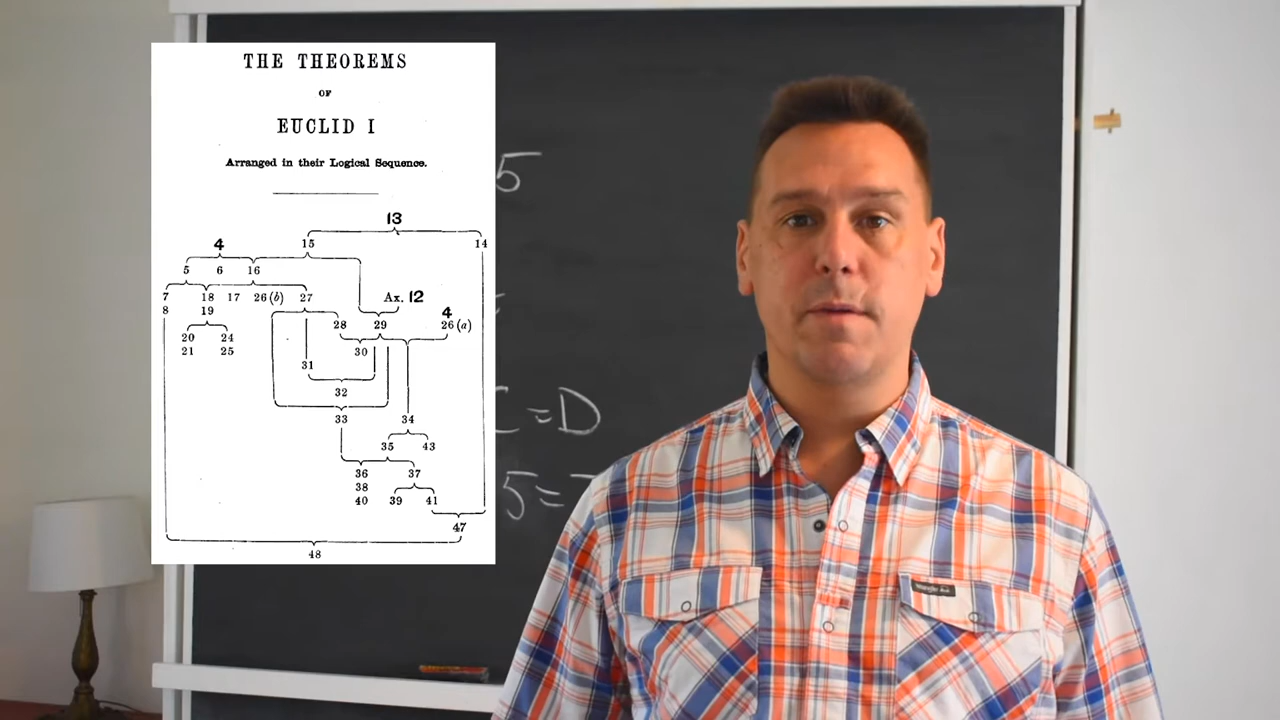 THE THEOREMS
OF
EUCLID I
Arranged in their Logical Sequence.
13
4 15 14
5 6 16
7 18 17 26(b) 27 Ax. 12
4
8 19 28 29 26(a)
20 24
21 25 30
31
32
33 34
35 43
36 37
38
40 39 41
47
48
5
C=D
5=